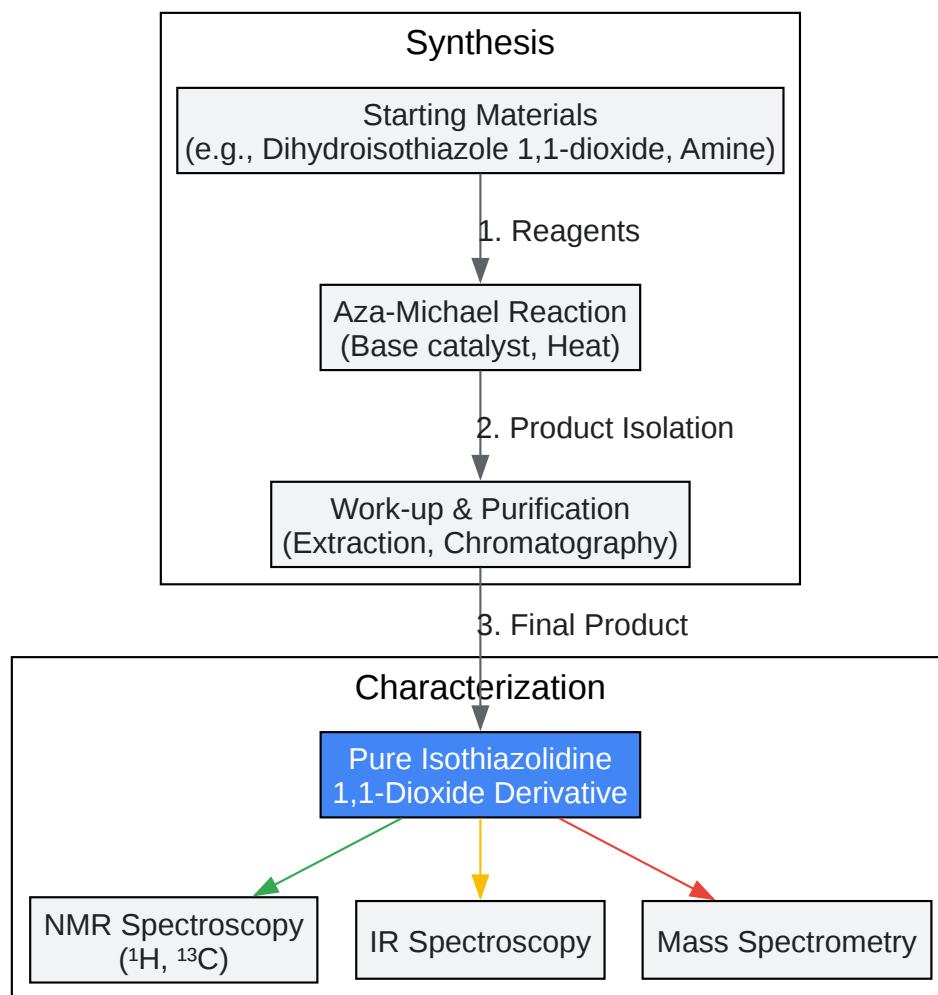 Synthesis
Starting Materials
(e.g., Dihydroisothiazole 1,1-dioxide, Amine)
1. Reagents
Aza-Michael Reaction
(Base catalyst, Heat)
2. Product Isolation
Work-up & Purification
(Extraction, Chromatography)
3. Final Product
Characterization
Pure Isothiazolidine
1,1-Dioxide Derivative
NMR Spectroscopy
(¹H, ¹³C)
IR Spectroscopy
Mass Spectrometry